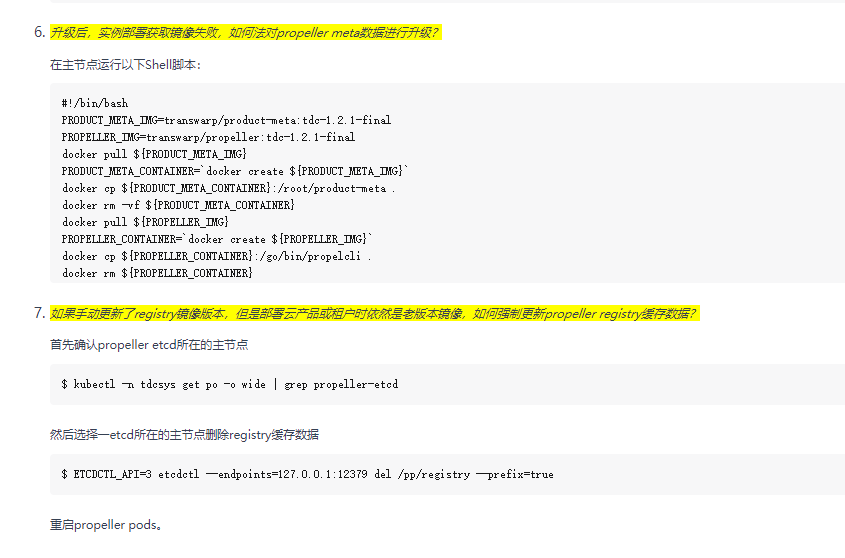 6. 升级后，实例部署获取镜像失败，如何法对propeller meta数据进行升级？
在主节点运行以下Shell脚本：
#!/bin/bash
PRODUCT_META_IMG=transwarp/product-meta:tdc-1.2.1-final
PROPELLER_IMG=transwarp/propeller:tdc-1.2.1-final
docker pull ${PRODUCT_META_IMG}
PRODUCT_META_CONTAINER=`docker create ${PRODUCT_META_IMG}`
docker cp ${PRODUCT_META_CONTAINER}:/root/product-meta .
docker rm -vf ${PRODUCT_META_CONTAINER}
docker pull ${PROPELLER_IMG}
PROPELLER_CONTAINER=`docker create ${PROPELLER_IMG}`
docker cp ${PROPELLER_CONTAINER}:/go/bin/propelcli .
docker rm ${PROPELLER_CONTAINER}
7. 如果手动更新了registry镜像版本，但是部署云产品或租户时依然是老版本镜像，如何强制更新propeller registry缓存数据？
首先确认propeller etcd所在的主节点
$ kubectl -n tdcsys get po -o wide | grep propeller-etcd
然后选择一etcd所在的主节点删除registry缓存数据
$ ETCDCTL_API=3 etcdctl --endpoints=127.0.0.1:12379 del /pp/registry --prefix=true
重启propeller pods。